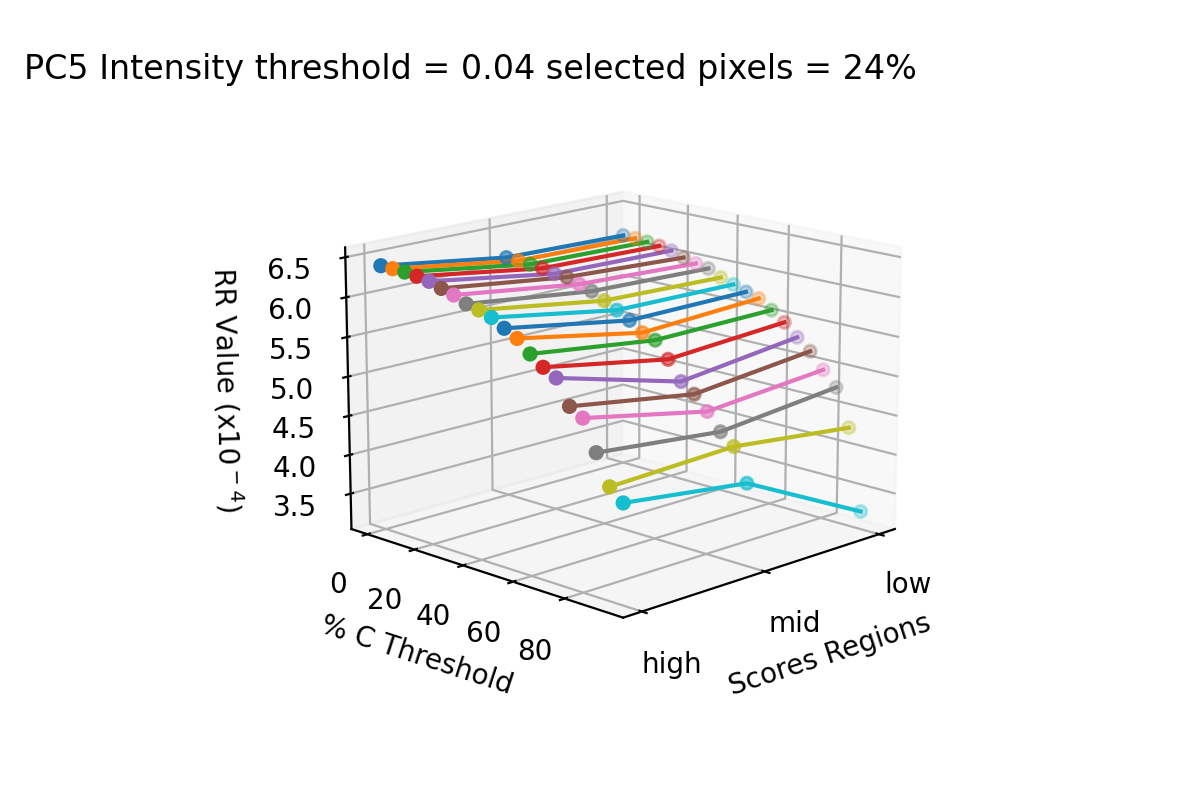 PC5 Intensity threshold = 0.04 selected pixels = 24%
RR Value (x10⁻⁴)
6.5
6.0
5.5
5.0
4.5
4.0
3.5
0
20
40
60
80
% C Threshold
high
mid
low
Scores Regions